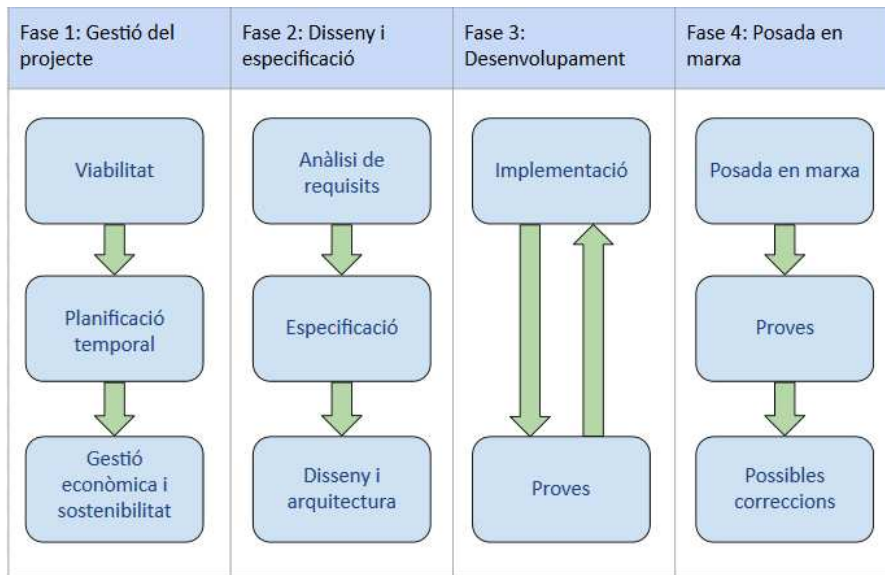 Fase 1: Gestió del
projecte
Fase 2: Disseny i
especificació
Fase 3:
Desenvolupament
Fase 4: Posada en
marxa
Viabilitat
Planificació
temporal
Gestió
econòmica i
sostenibilitat
Anàlisi de
requisits
Especificació
Disseny i
arquitectura
Implementació
Proves
Posada en marxa
Proves
Possibles
correccions